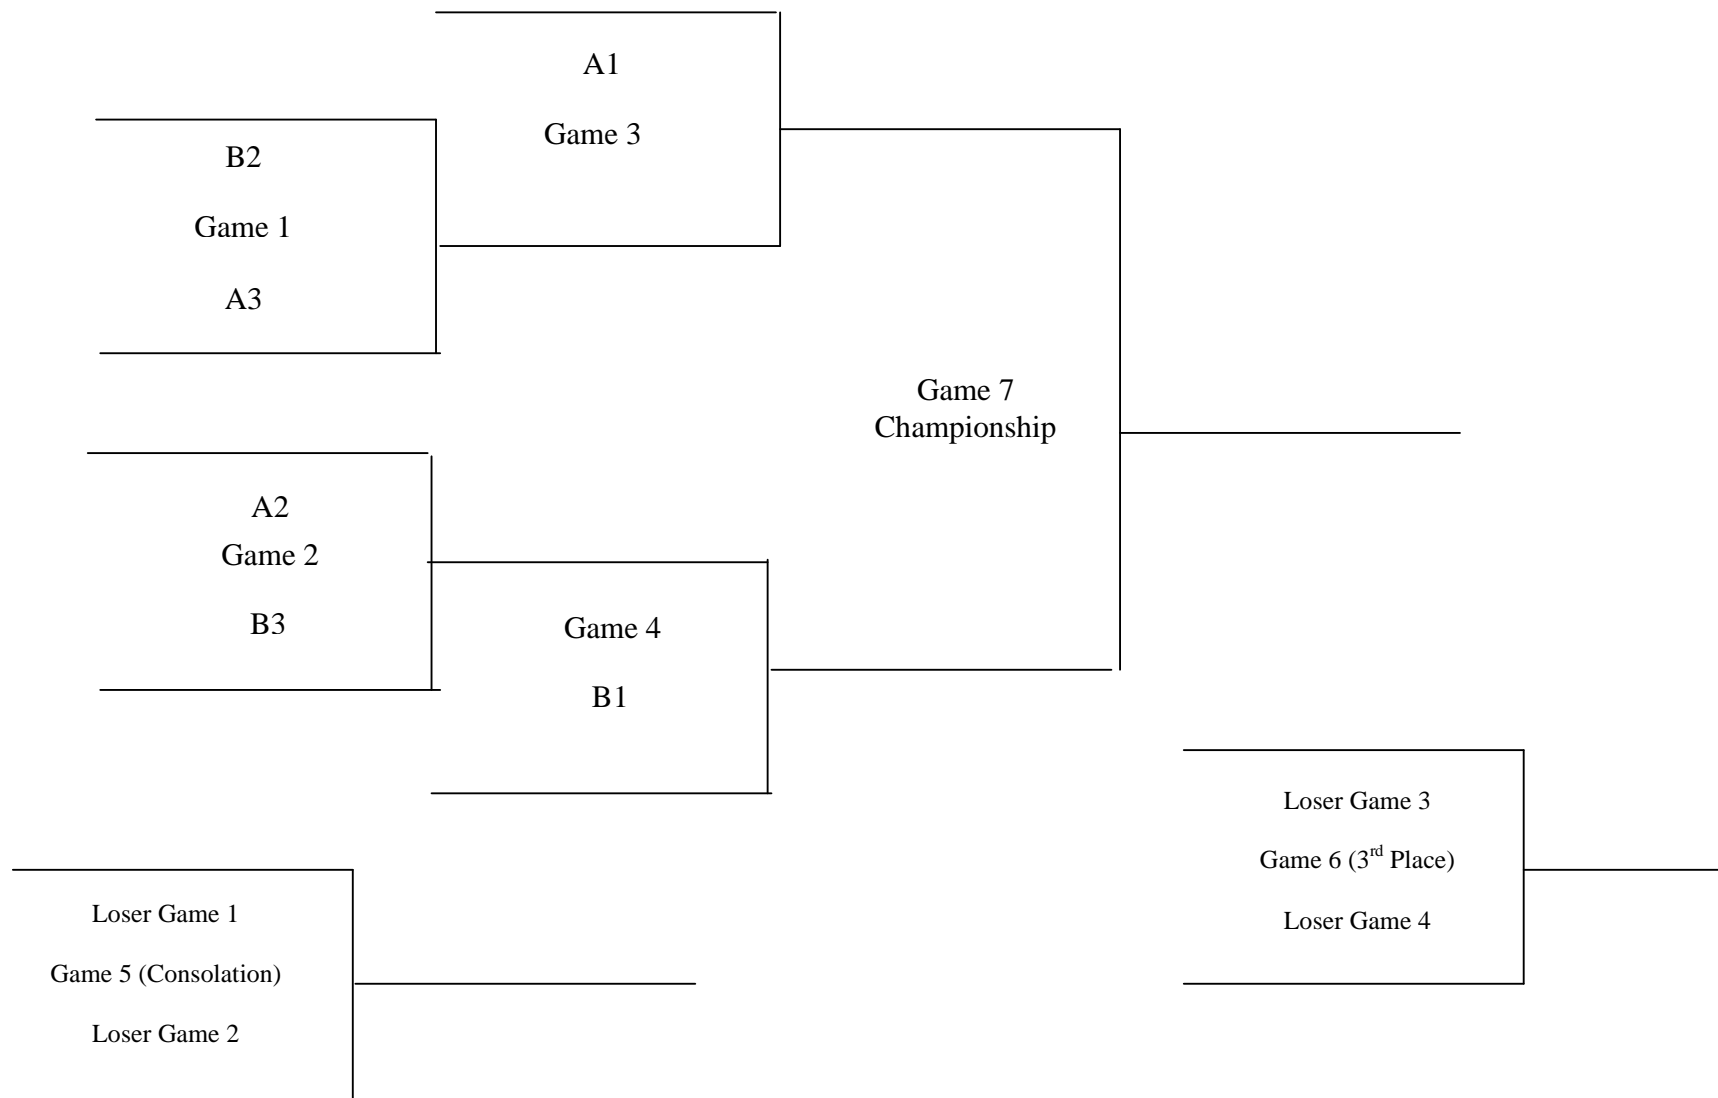 A1
Game 3
B2
Game 1
A3
Game 7
Championship
A2
Game 2
B3
Game 4
B1
Loser Game 3
Game 6 (3rd Place)
Loser Game 4
Loser Game 1
Game 5 (Consolation)
Loser Game 2